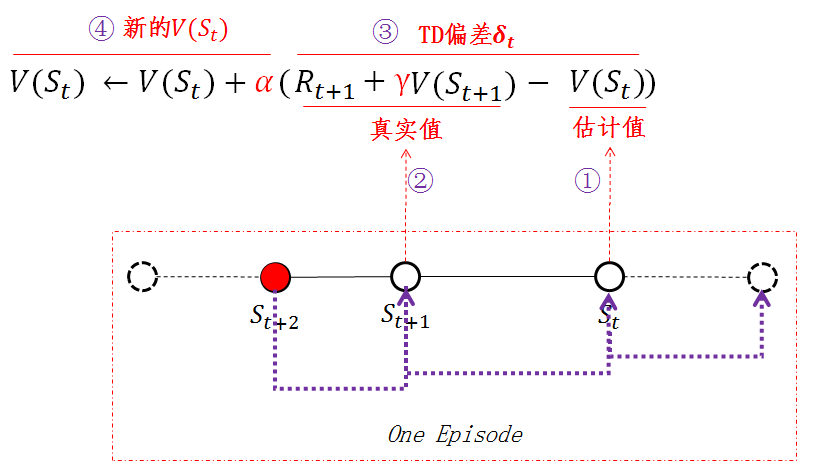 ④ 新的V(S_t) ③ TD偏差δ_t
V(S_t) ← V(S_t) + α(R_{t+1} + γV(S_{t+1}) − V(S_t))
真实值 估计值
② ①
S_{t+2} S_{t+1} S_t
One Episode